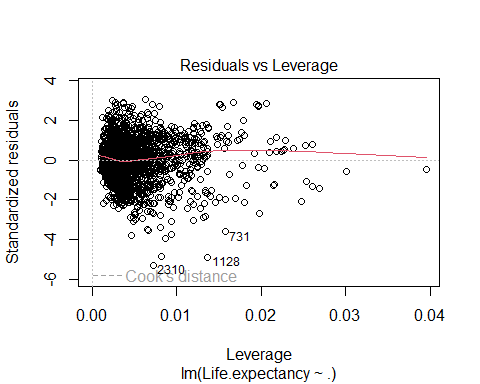 Residuals vs Leverage
Standardized residuals
4
2
0
-2
-4
-6
731
1128
2310
Cook's distance
0.00 0.01 0.02 0.03 0.04
Leverage
lm(Life.expectancy ~ .)